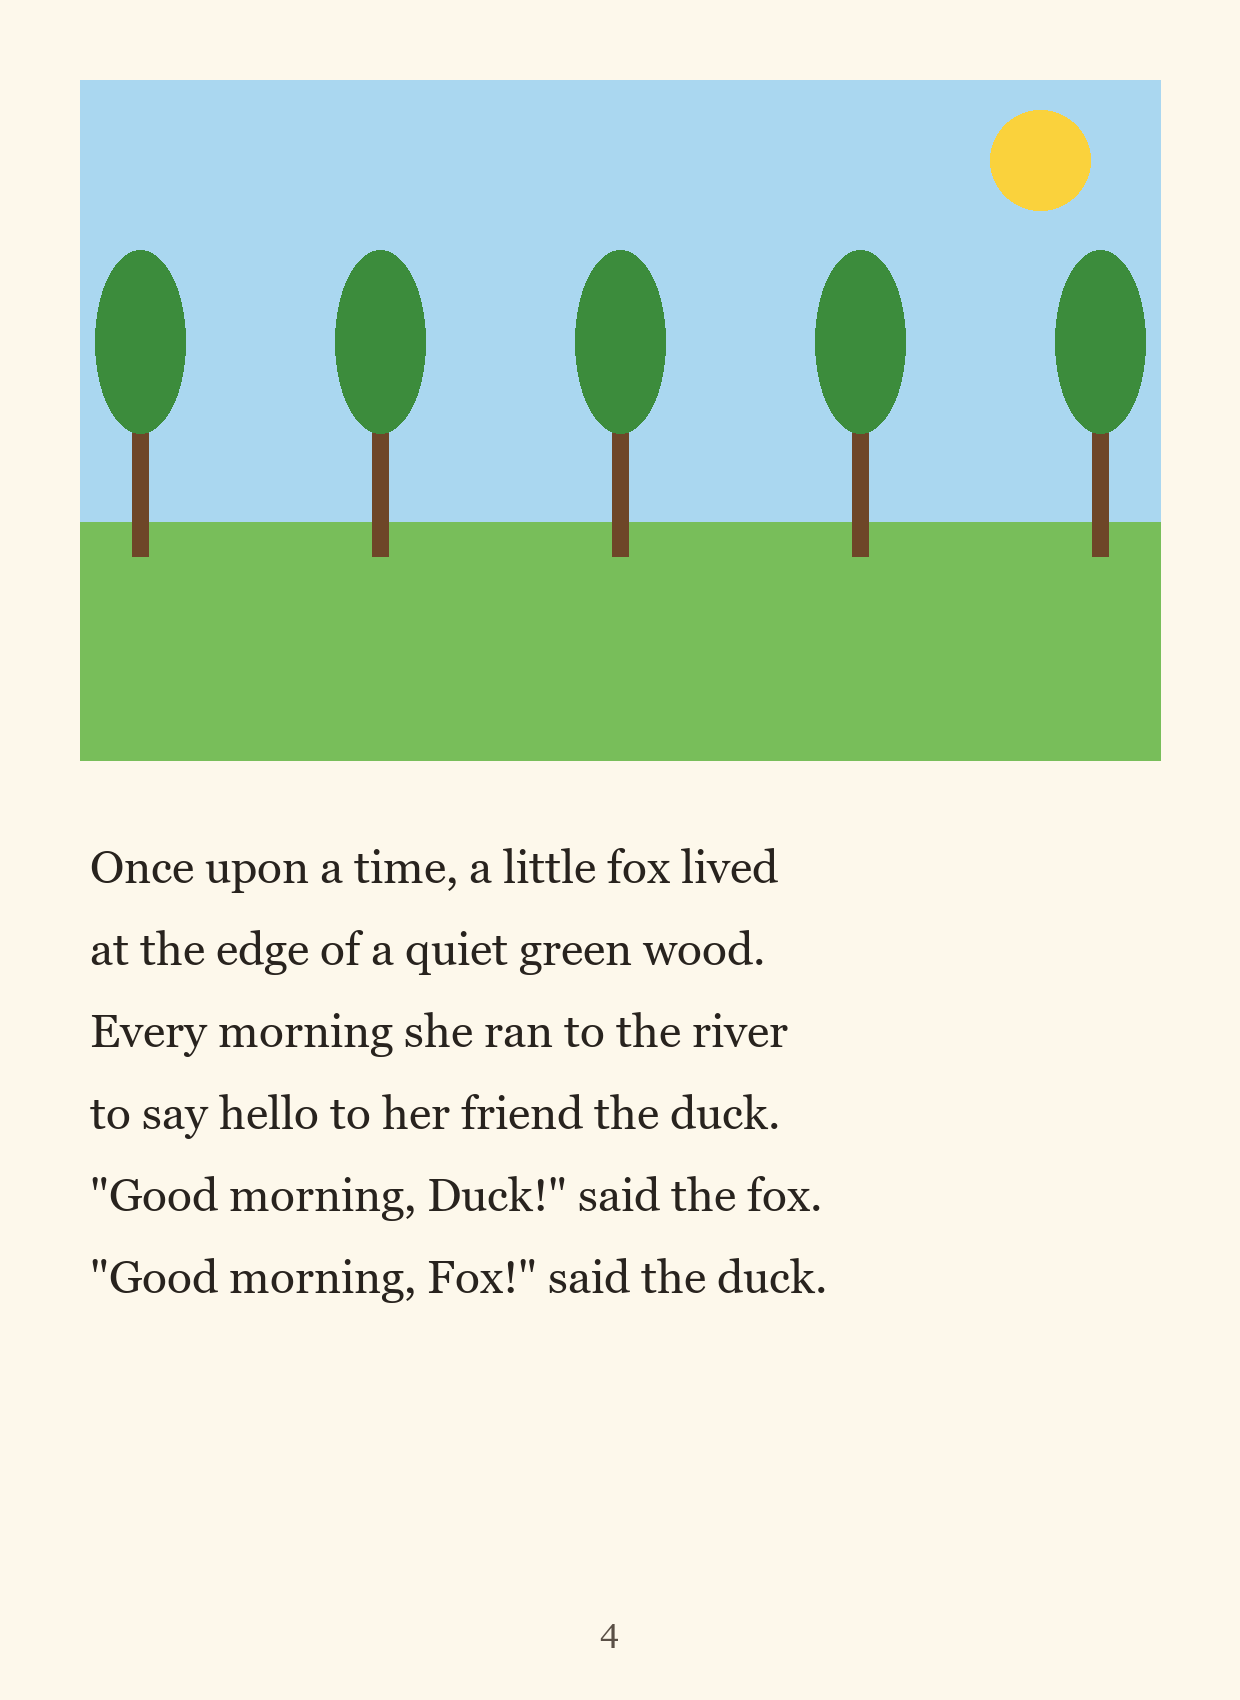 Once upon a time, a little fox lived
at the edge of a quiet green wood.
Every morning she ran to the river
to say hello to her friend the duck.
"Good morning, Duck!" said the fox.
"Good morning, Fox!" said the duck.
4